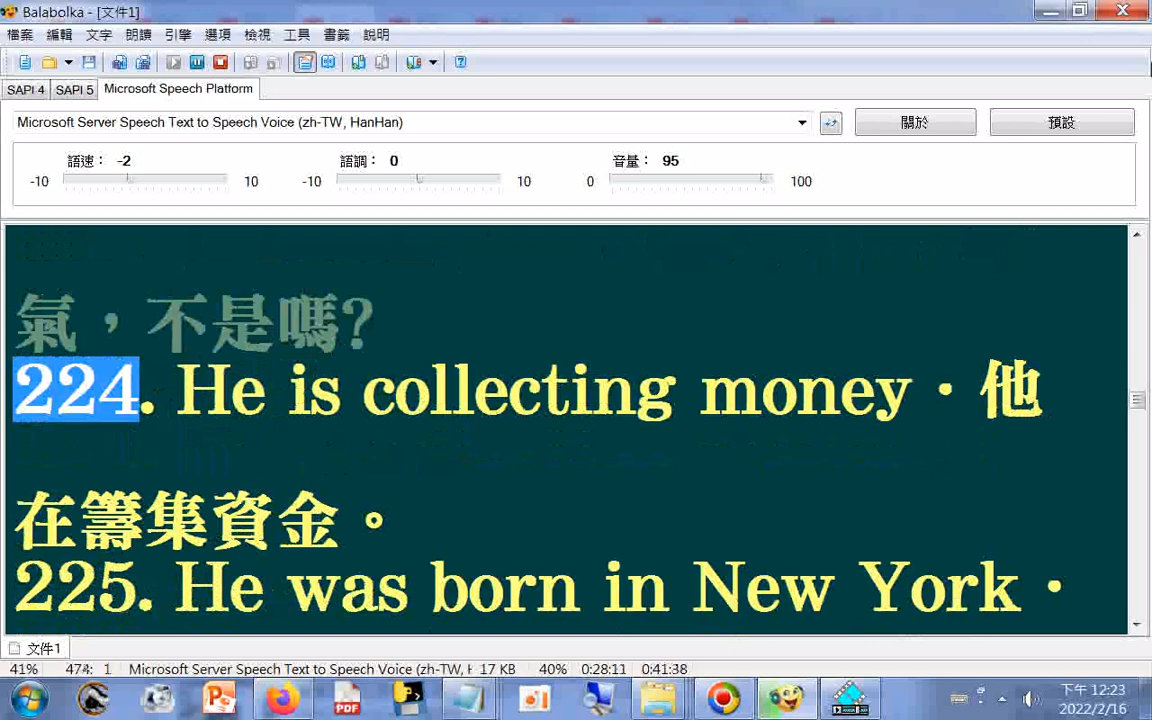 Balabolka - [文件1]
檔案 編輯 文字 朗讀 引擎 選項 檢視 工具 書籤 說明
SAPI 4 SAPI 5 Microsoft Speech Platform
Microsoft Server Speech Text to Speech Voice (zh-TW, HanHan) 關於 預設
語速： -2 語調： 0 音量： 95
-10 10 -10 10 0 100
氣，不是嗎?
224. He is collecting money．他
在籌集資金。
225. He was born in New York．
文件1
41% 474: 1 Microsoft Server Speech Text to Speech Voice (zh-TW, 17 KB 40% 0:28:11 0:41:38
PDF
下午 12:23
2022/2/16